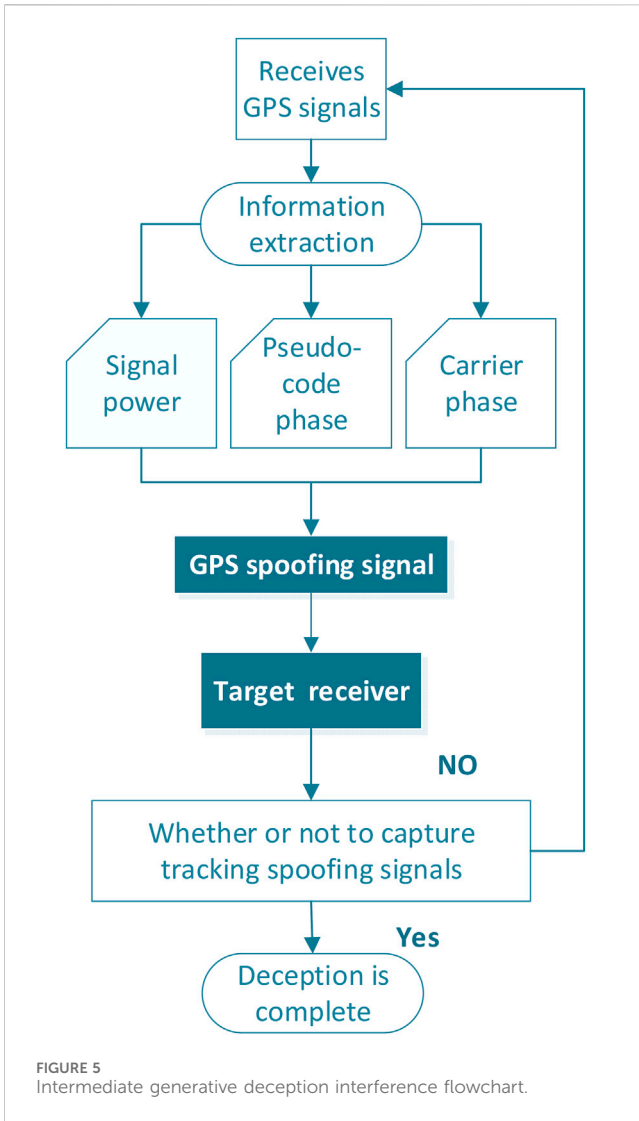 Receives
GPS signals
Information
extraction
Signal
power
Pseudo-
code
phase
Carrier
phase
GPS spoofing signal
Target receiver
NO
Whether or not to capture
tracking spoofing signals
Yes
Deception is
complete
FIGURE 5
Intermediate generative deception interference flowchart.